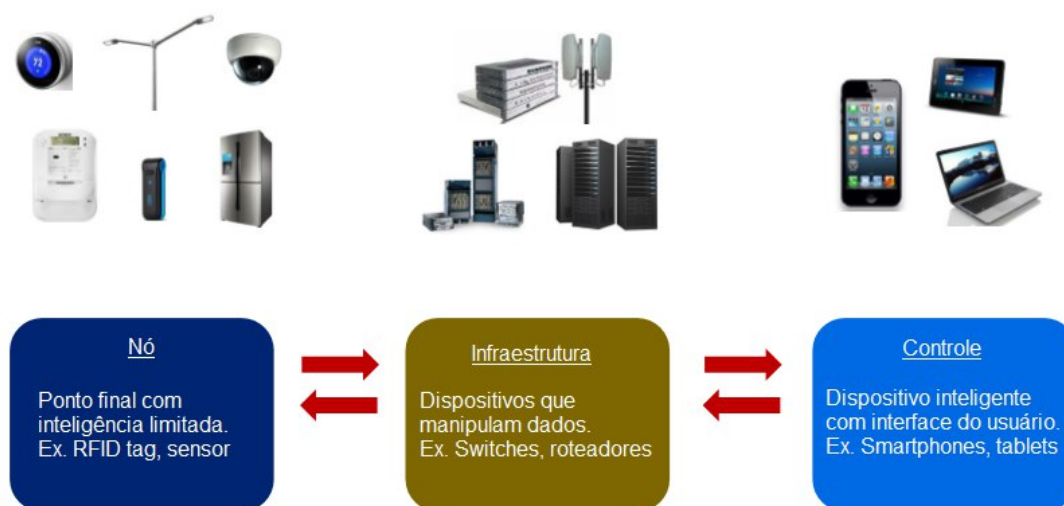 73
Nó
Ponto final com
inteligência limitada.
Ex. RFID tag, sensor
Infraestrutura
Dispositivos que
manipulam dados.
Ex. Switches, roteadores
Controle
Dispositivo inteligente
com interface do usuário.
Ex. Smartphones, tablets